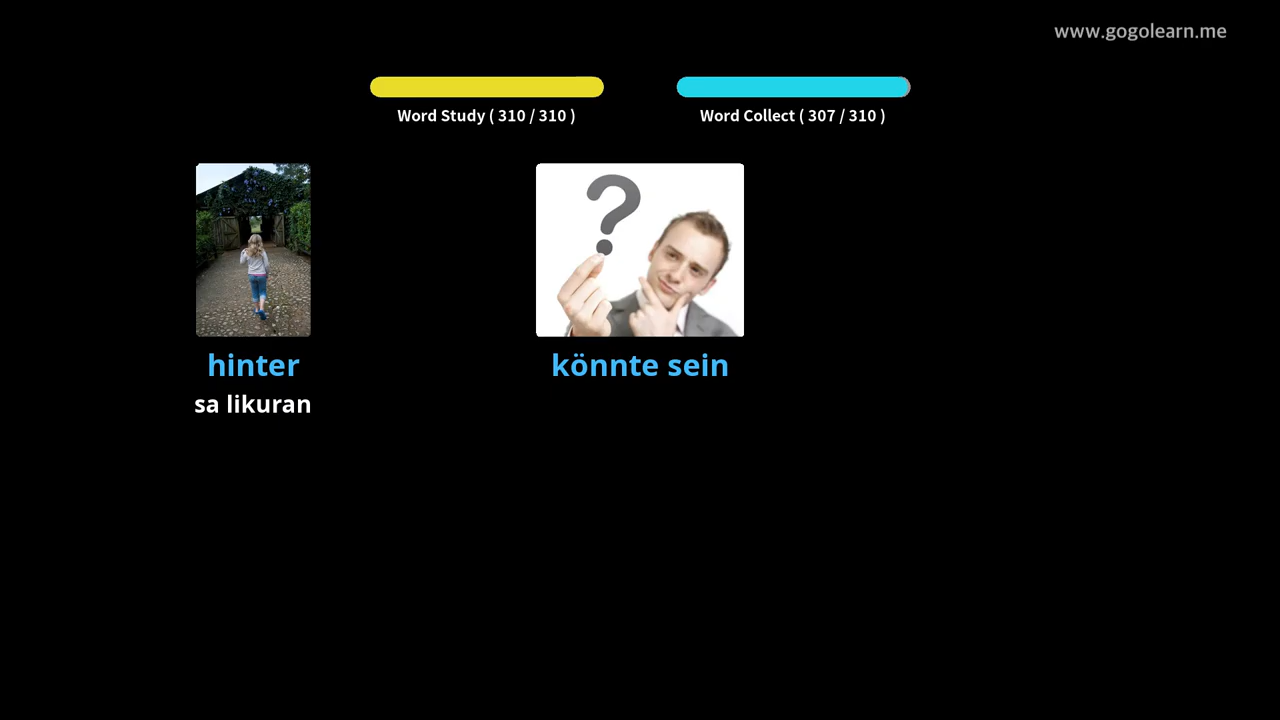 www.gogolearn.me
Word Study ( 310 / 310 )
Word Collect ( 307 / 310 )
hinter
könnte sein
sa likuran